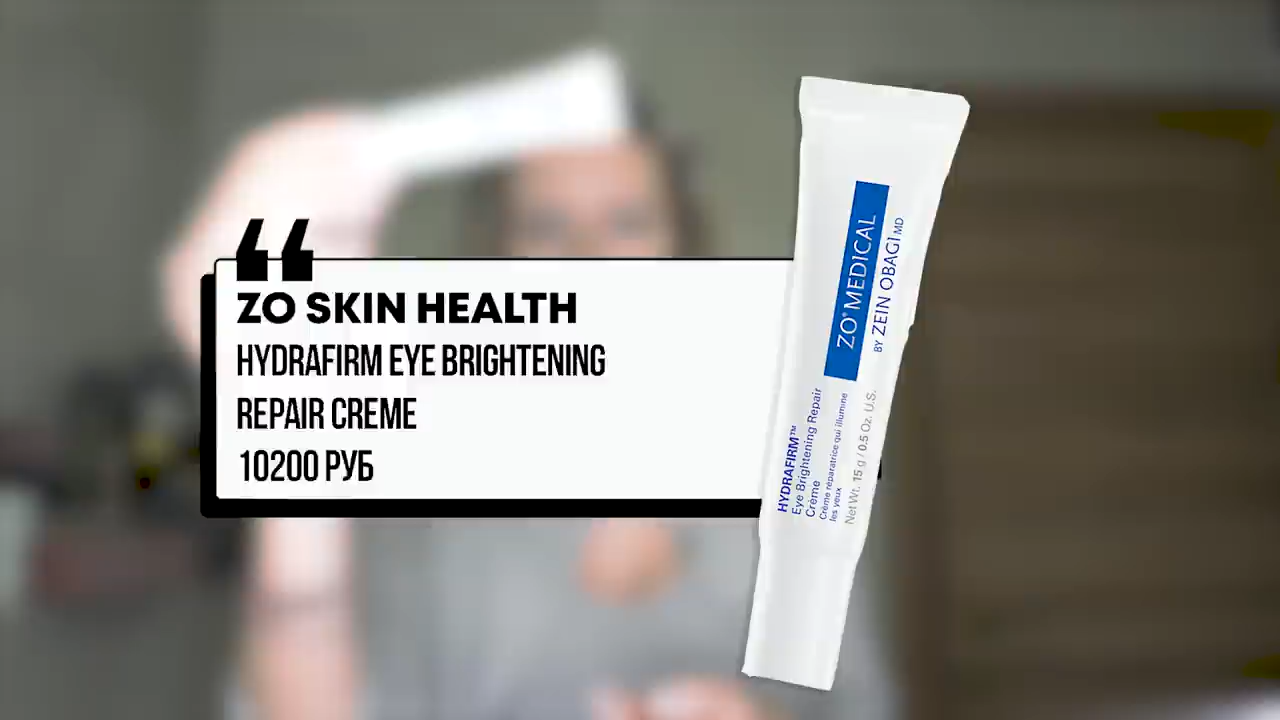 ZO SKIN HEALTH
HYDRAFIRM EYE BRIGHTENING
REPAIR CREME
10200 РУБ
ZO® MEDICAL
BY ZEIN OBAGI MD
HYDRAFIRM™
Eye Brightening Repair
Crème
Crème réparatrice qui illumine
les yeux
Net Wt. 15 g / 0.5 Oz. U.S.